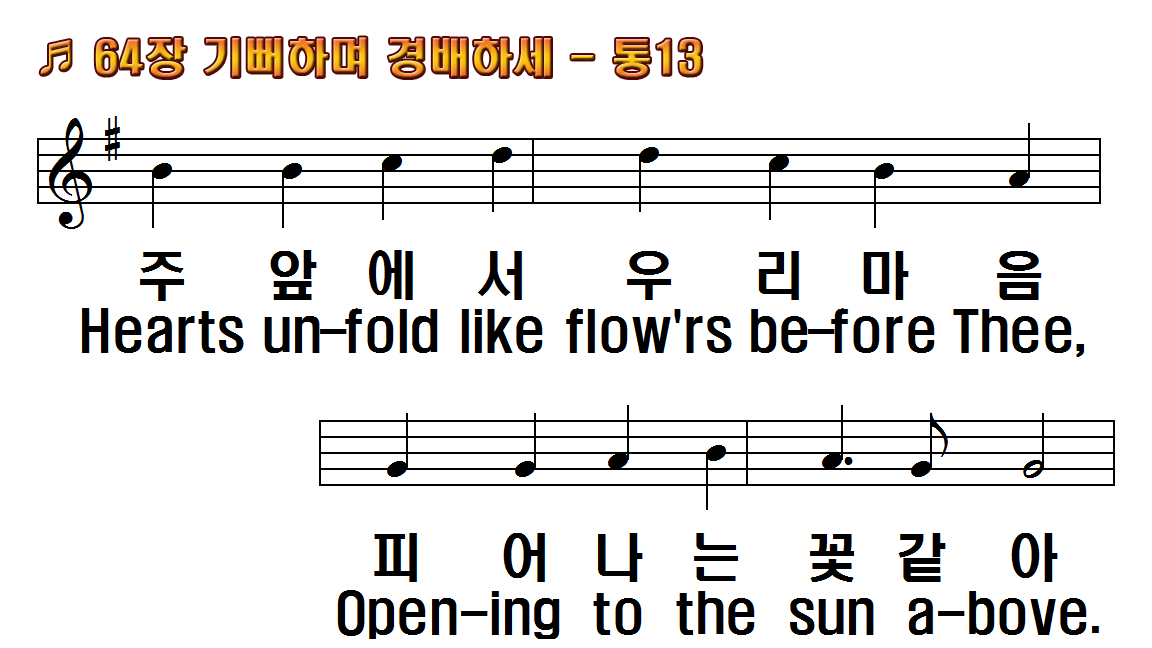 ♬ 64장 기뻐하며 경배하세 - 통13
주 앞 에 서 우 리 마 음
Hearts un-fold like flow'rs be-fore Thee,
피 어 나 는 꽃 같 아
Open-ing to the sun a-bove.